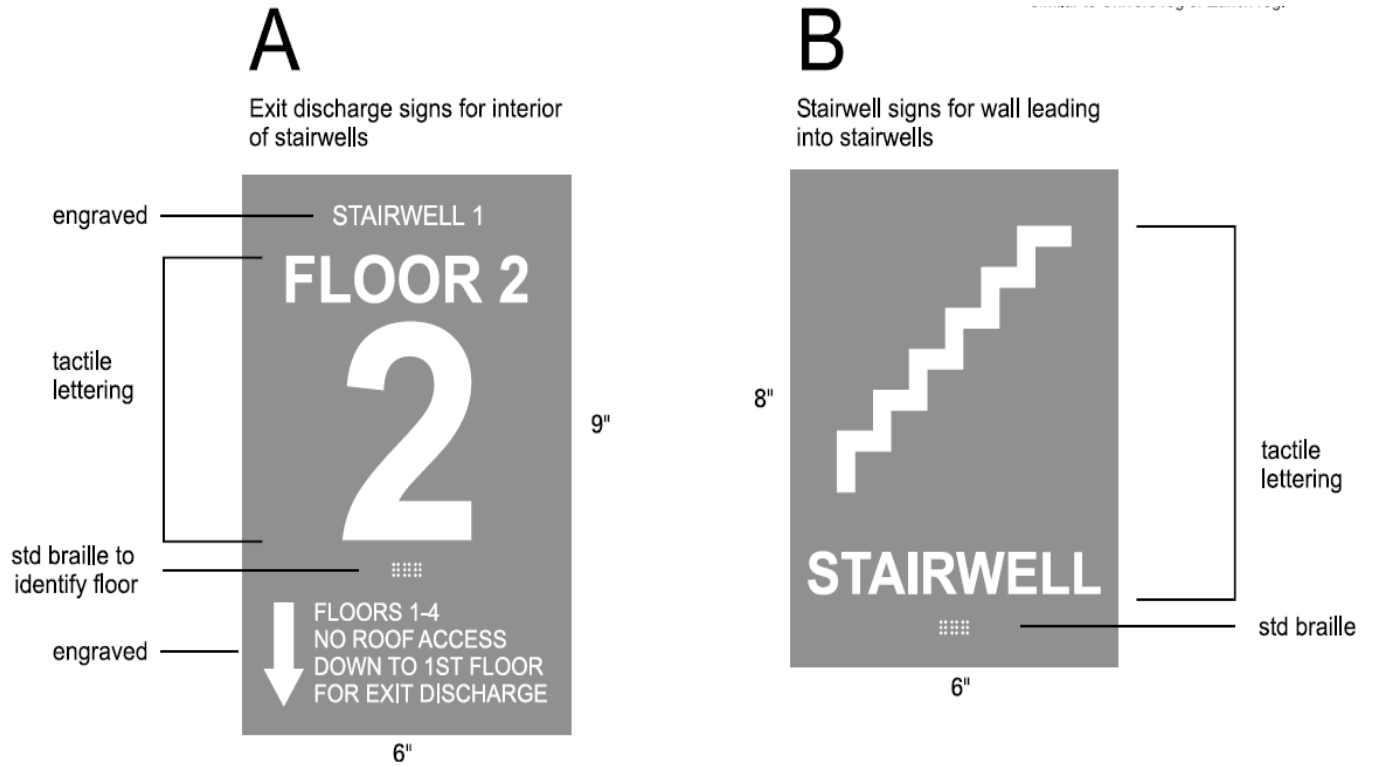 A
Exit discharge signs for interior
of stairwells
engraved
STAIRWELL 1
FLOOR 2
tactile
lettering
2
9"
std braille to
identify floor
engraved
FLOORS 1-4
NO ROOF ACCESS
DOWN TO 1ST FLOOR
FOR EXIT DISCHARGE
6"
B
Stairwell signs for wall leading
into stairwells
8"
tactile
lettering
STAIRWELL
std braille
6"